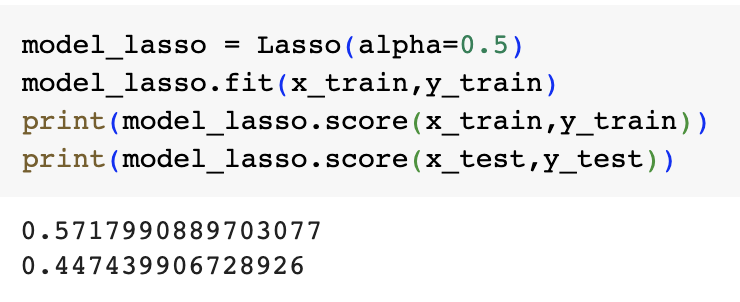 model_lasso = Lasso(alpha=0.5)
model_lasso.fit(x_train,y_train)
print(model_lasso.score(x_train,y_train))
print(model_lasso.score(x_test,y_test))
0.5717990889703077
0.447439906728926